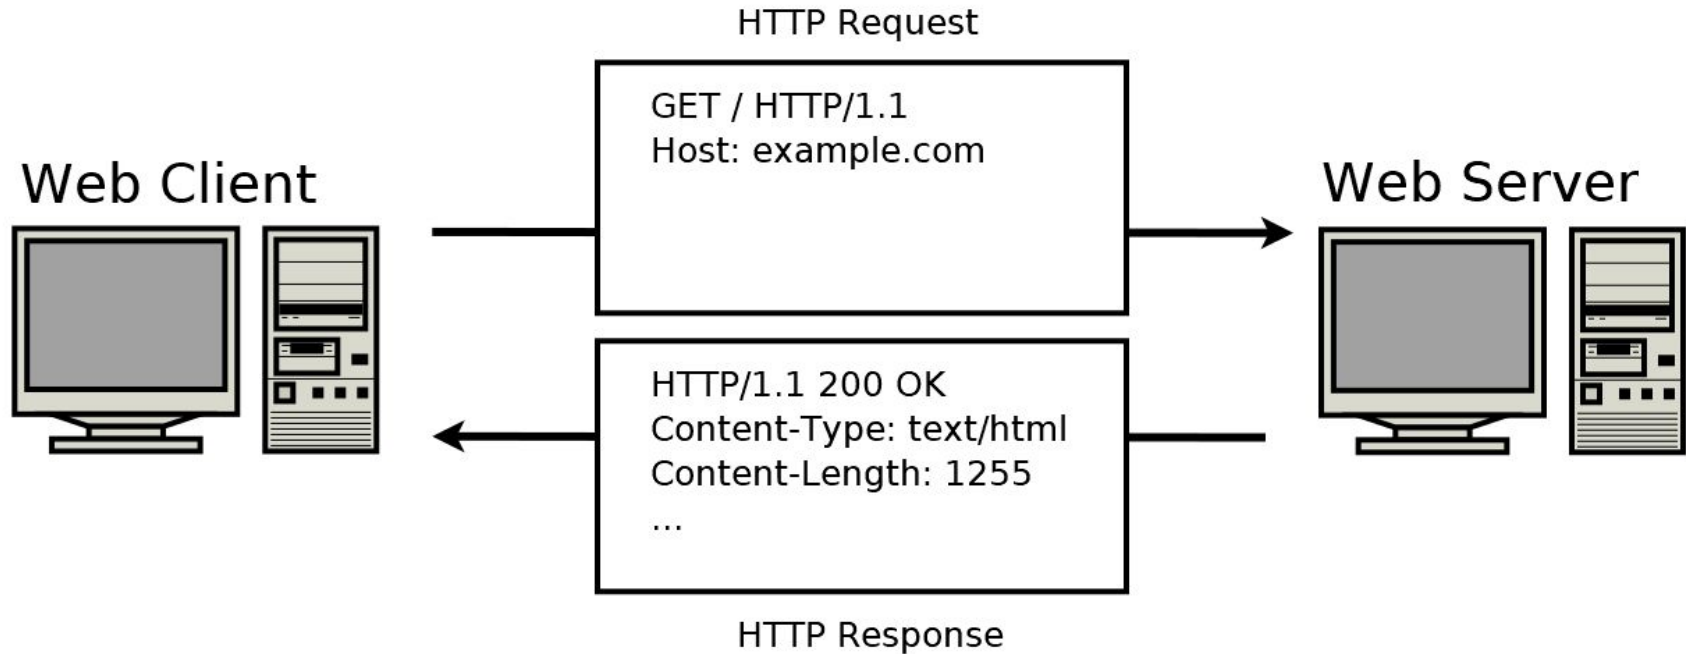 HTTP Request
GET / HTTP/1.1
Host: example.com
Web Client
Web Server
HTTP/1.1 200 OK
Content-Type: text/html
Content-Length: 1255
...
HTTP Response